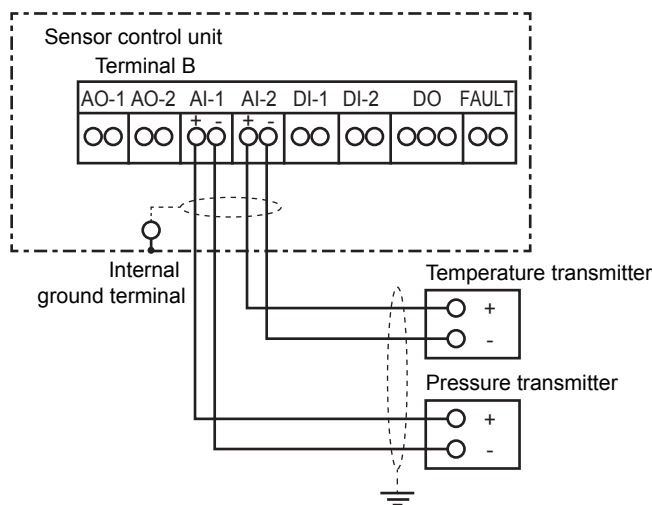 Sensor control unit
Terminal B
AO-1 AO-2 AI-1 AI-2 DI-1 DI-2 DO FAULT
+ - + -
Internal
ground terminal
Temperature transmitter
+
-
Pressure transmitter
+
-